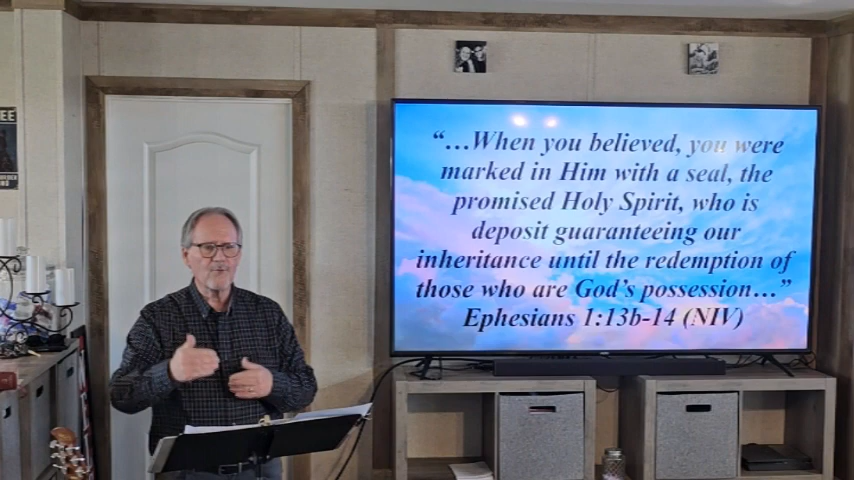 “…When you believed, you were
marked in Him with a seal, the
promised Holy Spirit, who is
deposit guaranteeing our
inheritance until the redemption of
those who are God’s possession…”
Ephesians 1:13b-14 (NIV)